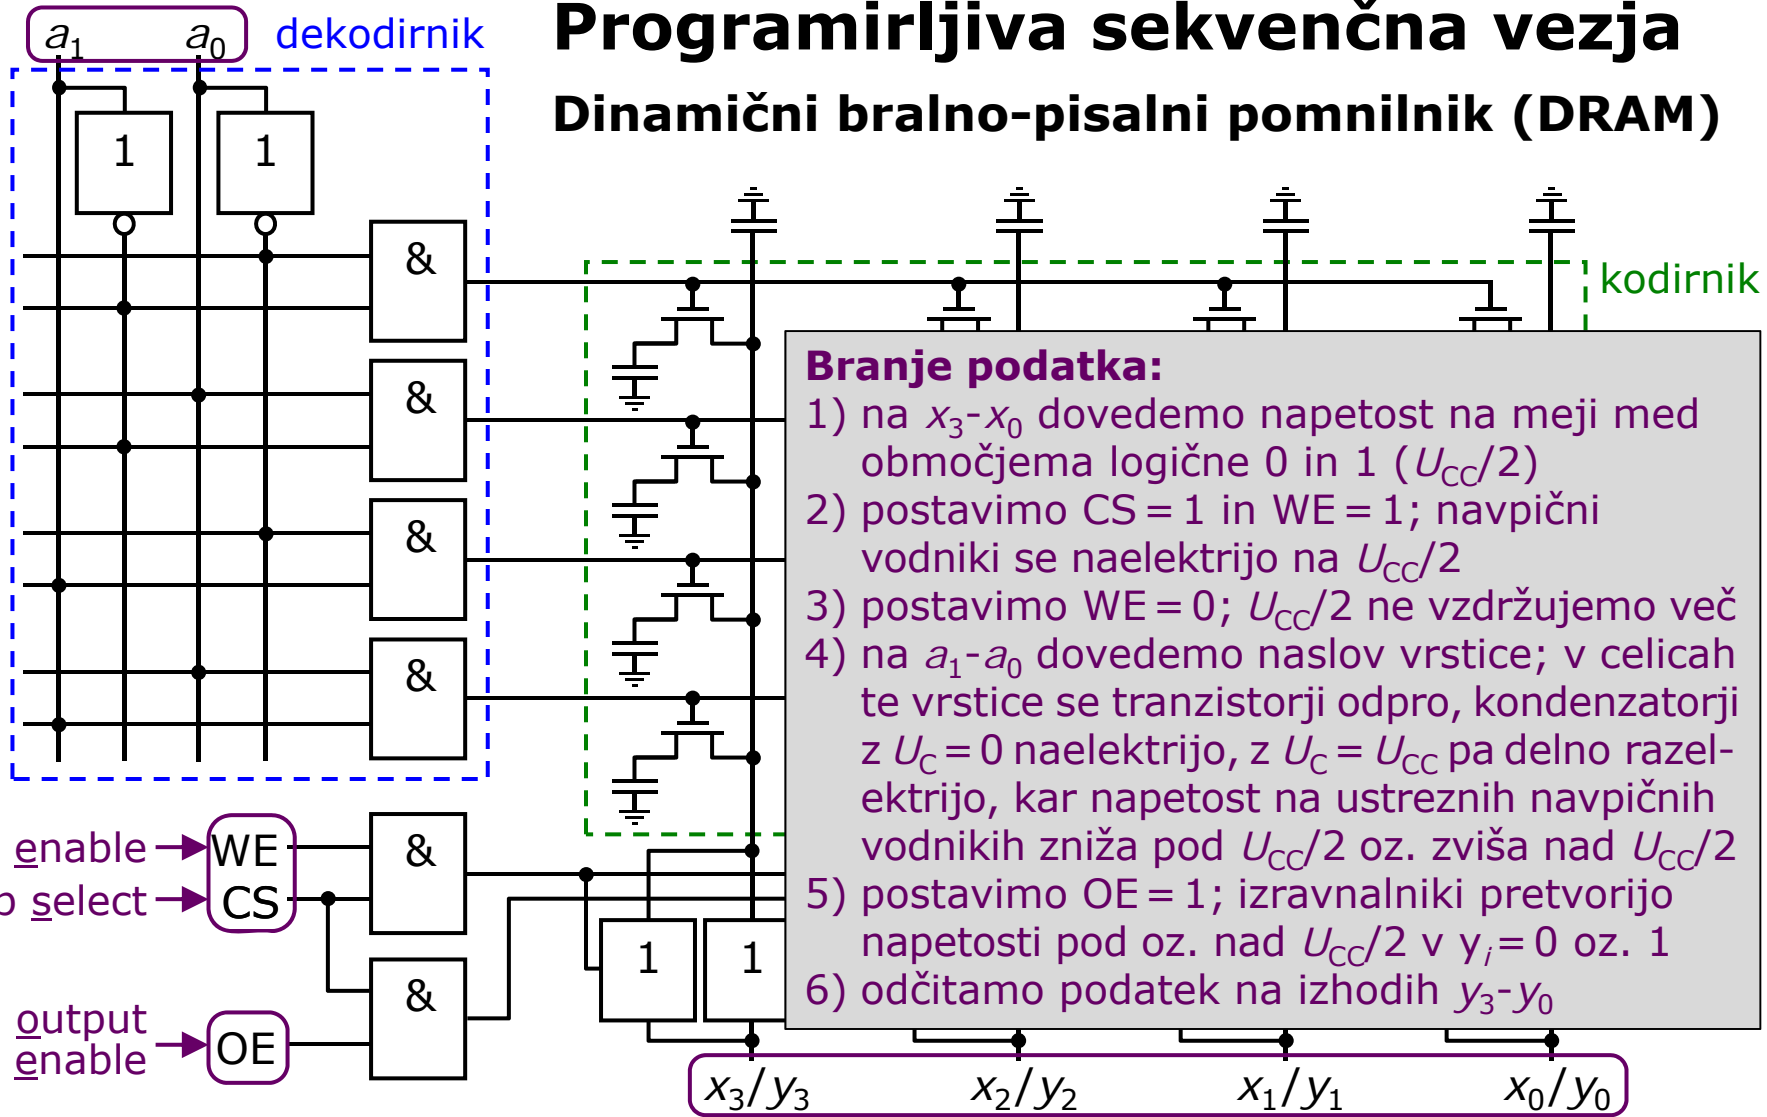 a1 a0 dekodirnik
Programirljiva sekvenčna vezja
Dinamični bralno-pisalni pomnilnik (DRAM)
1 1
&
&
&
&
kodirnik
Branje podatka:
1) na x3-x0 dovedemo napetost na meji med
območjema logične 0 in 1 (UCC/2)
2) postavimo CS = 1 in WE = 1; navpični
vodniki se naelektrijo na UCC/2
3) postavimo WE = 0; UCC/2 ne vzdržujemo več
4) na a1-a0 dovedemo naslov vrstice; v celicah
te vrstice se tranzistorji odpro, kondenzatorji
z UC = 0 naelektrijo, z UC = UCC pa delno razel-
ektrijo, kar napetost na ustreznih navpičnih
vodnikih zniža pod UCC/2 oz. zviša nad UCC/2
5) postavimo OE = 1; izravnalniki pretvorijo
napetosti pod oz. nad UCC/2 v yi = 0 oz. 1
6) odčitamo podatek na izhodih y3-y0
enable WE &
select CS
1 1
&
output
enable OE
x3/y3 x2/y2 x1/y1 x0/y0